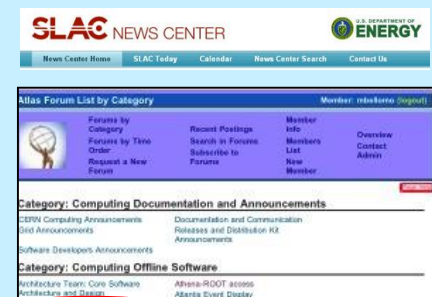 SLAC NEWS CENTER
U.S. DEPARTMENT OF
ENERGY
News Center Home SLAC Today Calendar News Center Search Contact Us
Atlas Forum List by Category Member: mbellomo (logout)
Forums by Category
Forums by Time Order
Request a New Forum
Recent Postings
Search in Forums
Subscribe to Forums
Member Info
Members List
New Member
Overview
Contact Admin
Category: Computing Documentation and Announcements
CERN Computing Announcements Documentation and Communication
Grid Announcements Releases and Distribution Kit
Announcements
Software Developers Announcements
Category: Computing Offline Software
Architecture Team: Core Software Athena-ROOT access
Architecture and Design Atlantis Event Display